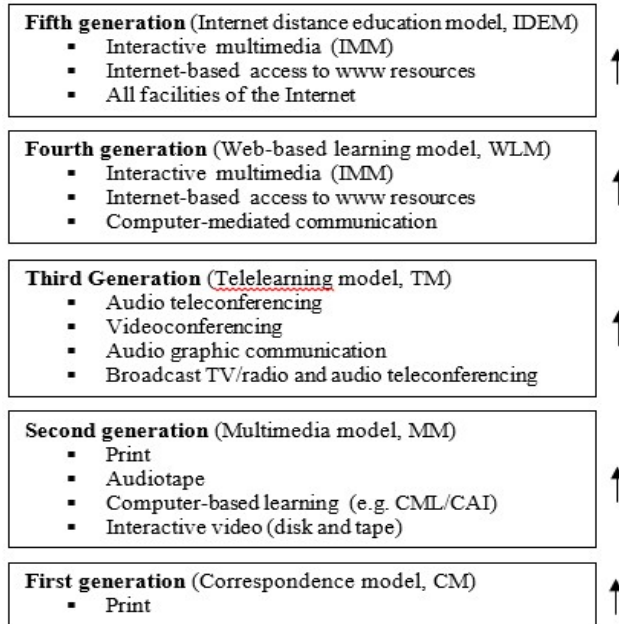 Fifth generation (Internet distance education model, IDEM)
▪ Interactive multimedia (IMM)
▪ Internet-based access to www resources
▪ All facilities of the Internet
Fourth generation (Web-based learning model, WLM)
▪ Interactive multimedia (IMM)
▪ Internet-based access to www resources
▪ Computer-mediated communication
Third Generation (Telelearning model, TM)
▪ Audio teleconferencing
▪ Videoconferencing
▪ Audio graphic communication
▪ Broadcast TV/radio and audio teleconferencing
Second generation (Multimedia model, MM)
▪ Print
▪ Audiotape
▪ Computer-based learning (e.g. CML/CAI)
▪ Interactive video (disk and tape)
First generation (Correspondence model, CM)
▪ Print